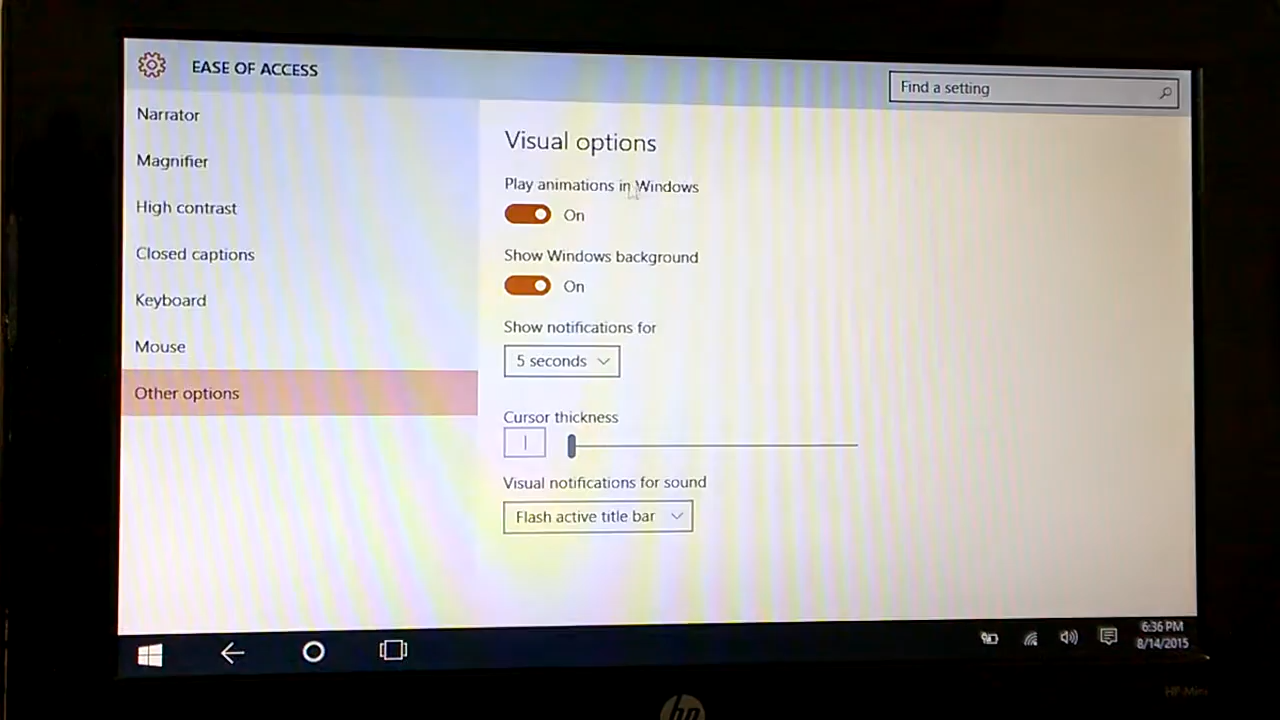 EASE OF ACCESS
Find a setting
Narrator
Magnifier
High contrast
Closed captions
Keyboard
Mouse
Other options
Visual options
Play animations in Windows
On
Show Windows background
On
Show notifications for
5 seconds
Cursor thickness
Visual notifications for sound
Flash active title bar
6:36 PM
8/14/2015
hp
HP Mini